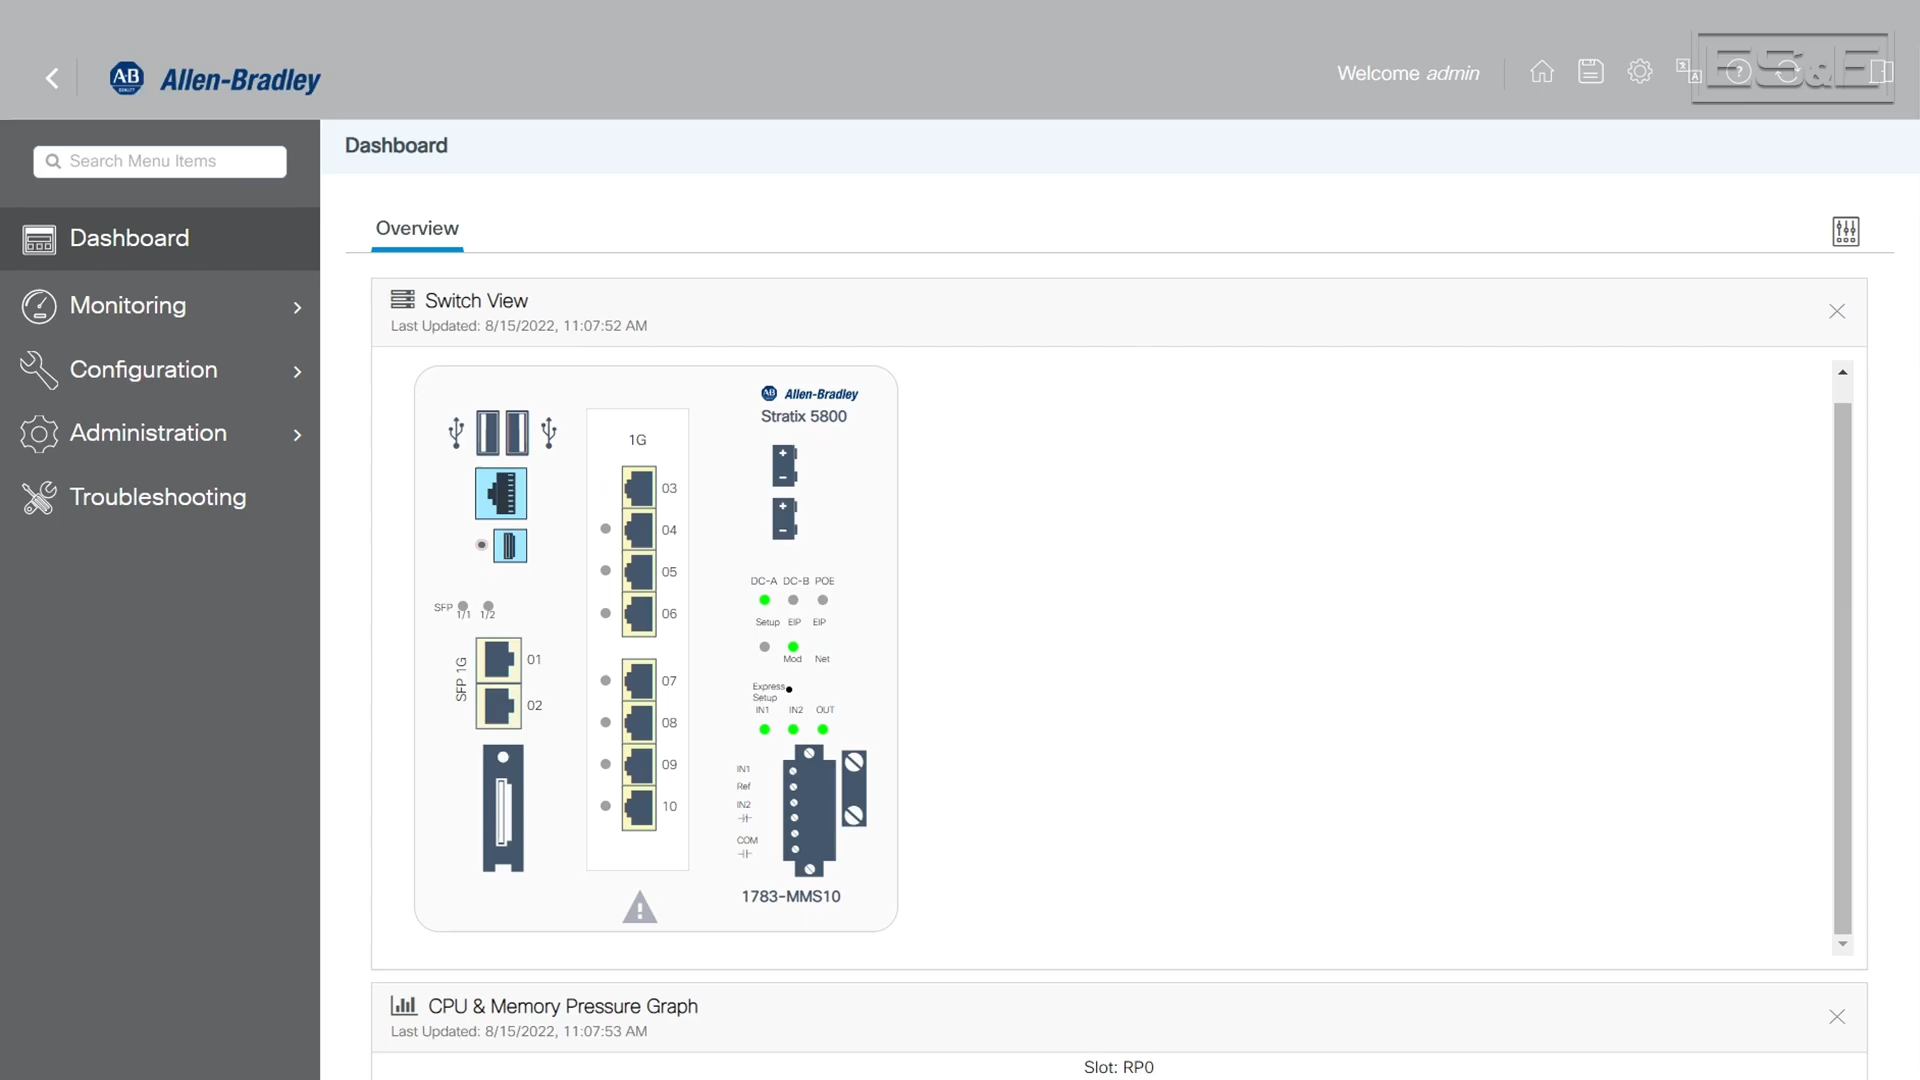 AB
QUALITY
Allen-Bradley
Welcome admin
ES&E
Search Menu Items
Dashboard
Monitoring
Configuration
Administration
Troubleshooting
Dashboard
Overview
Switch View
Last Updated: 8/15/2022, 11:07:52 AM
AB Allen-Bradley
Stratix 5800
1G
03
04
05
06
07
08
09
10
SFP 1/1 1/2
SFP 1G
01
02
DC-A DC-B POE
Setup EIP EIP
Mod Net
Express
Setup
IN1 IN2 OUT
IN1
Ref
IN2
COM
1783-MMS10
CPU & Memory Pressure Graph
Last Updated: 8/15/2022, 11:07:53 AM
Slot: RP0